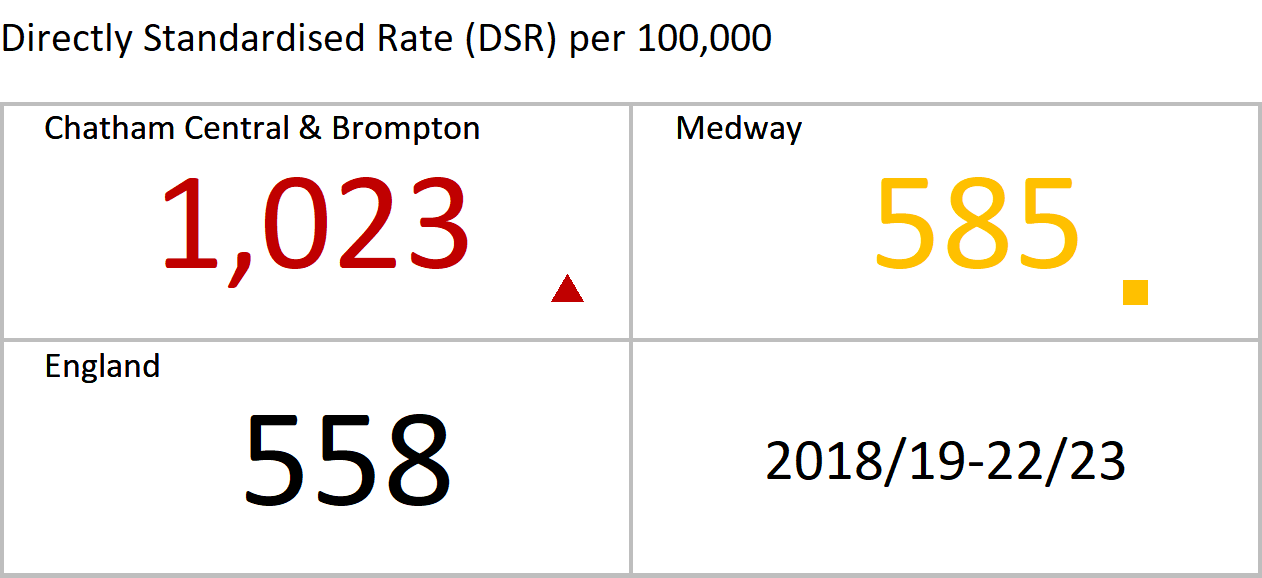 Directly Standardised Rate (DSR) per 100,000
Chatham Central & Brompton
1,023
Medway
585
England
558
2018/19-22/23